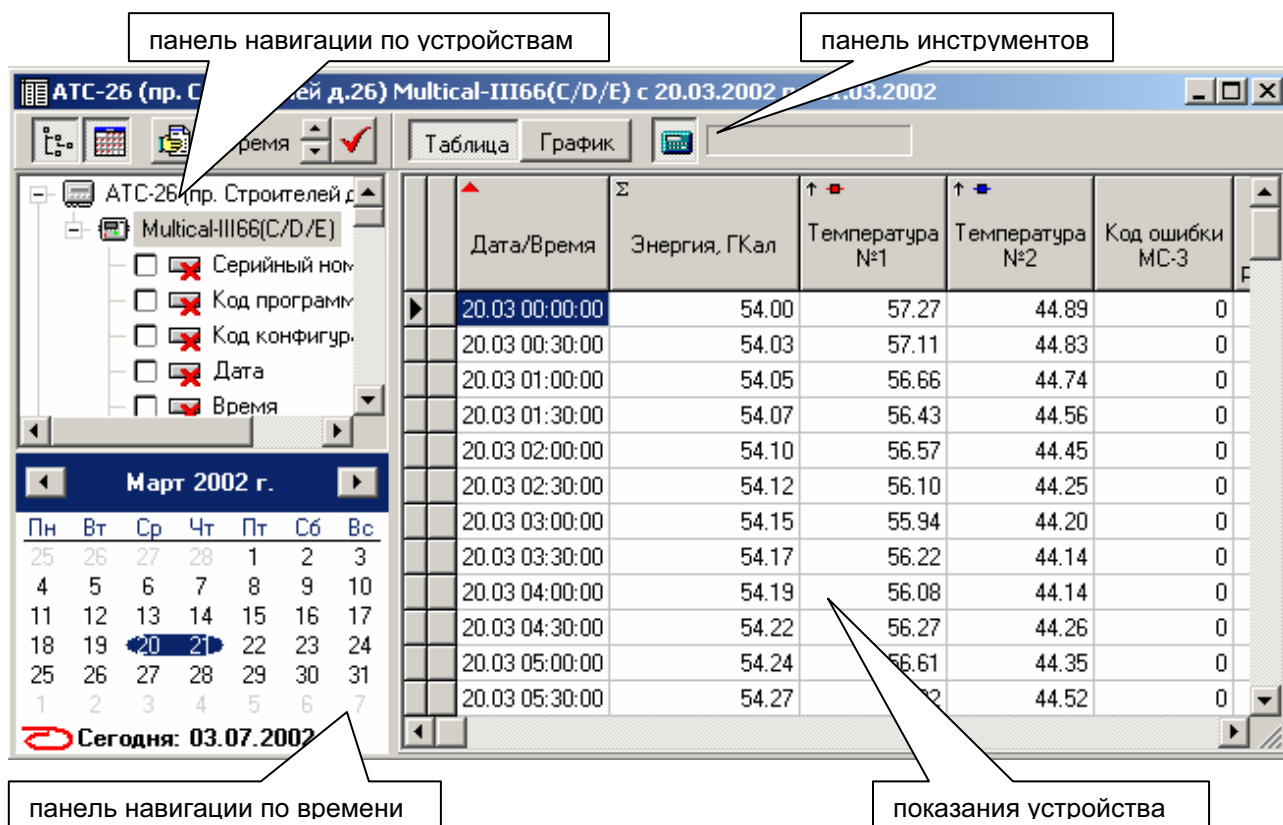 панель навигации по устройствам
панель инструментов
АТС-26 (пр. С ей д.26) Multical-III66(C/D/E) с 20.03.2002 п .03.2002
ремя
Таблица График
АТС-26 (пр. Строителей д
Multical-III66(C/D/E)
Серийный ном
Код программ
Код конфигур
Дата
Время
Март 2002 г.
Пн Вт Ср Чт Пт Сб Вс
25 26 27 28 1 2 3
4 5 6 7 8 9 10
11 12 13 14 15 16 17
18 19 20 21 22 23 24
25 26 27 28 29 30 31
1 2 3 4 5 6 7
Сегодня: 03.07.2002
Дата/Время Σ Энергия, ГКал Температура №1 Температура №2 Код ошибки МС-3
20.03 00:00:00 54.00 57.27 44.89 0
20.03 00:30:00 54.03 57.11 44.83 0
20.03 01:00:00 54.05 56.66 44.74 0
20.03 01:30:00 54.07 56.43 44.56 0
20.03 02:00:00 54.10 56.57 44.45 0
20.03 02:30:00 54.12 56.10 44.25 0
20.03 03:00:00 54.15 55.94 44.20 0
20.03 03:30:00 54.17 56.22 44.14 0
20.03 04:00:00 54.19 56.08 44.14 0
20.03 04:30:00 54.22 56.27 44.26 0
20.03 05:00:00 54.24 56.61 44.35 0
20.03 05:30:00 54.27 44.52 0
панель навигации по времени
показания устройства